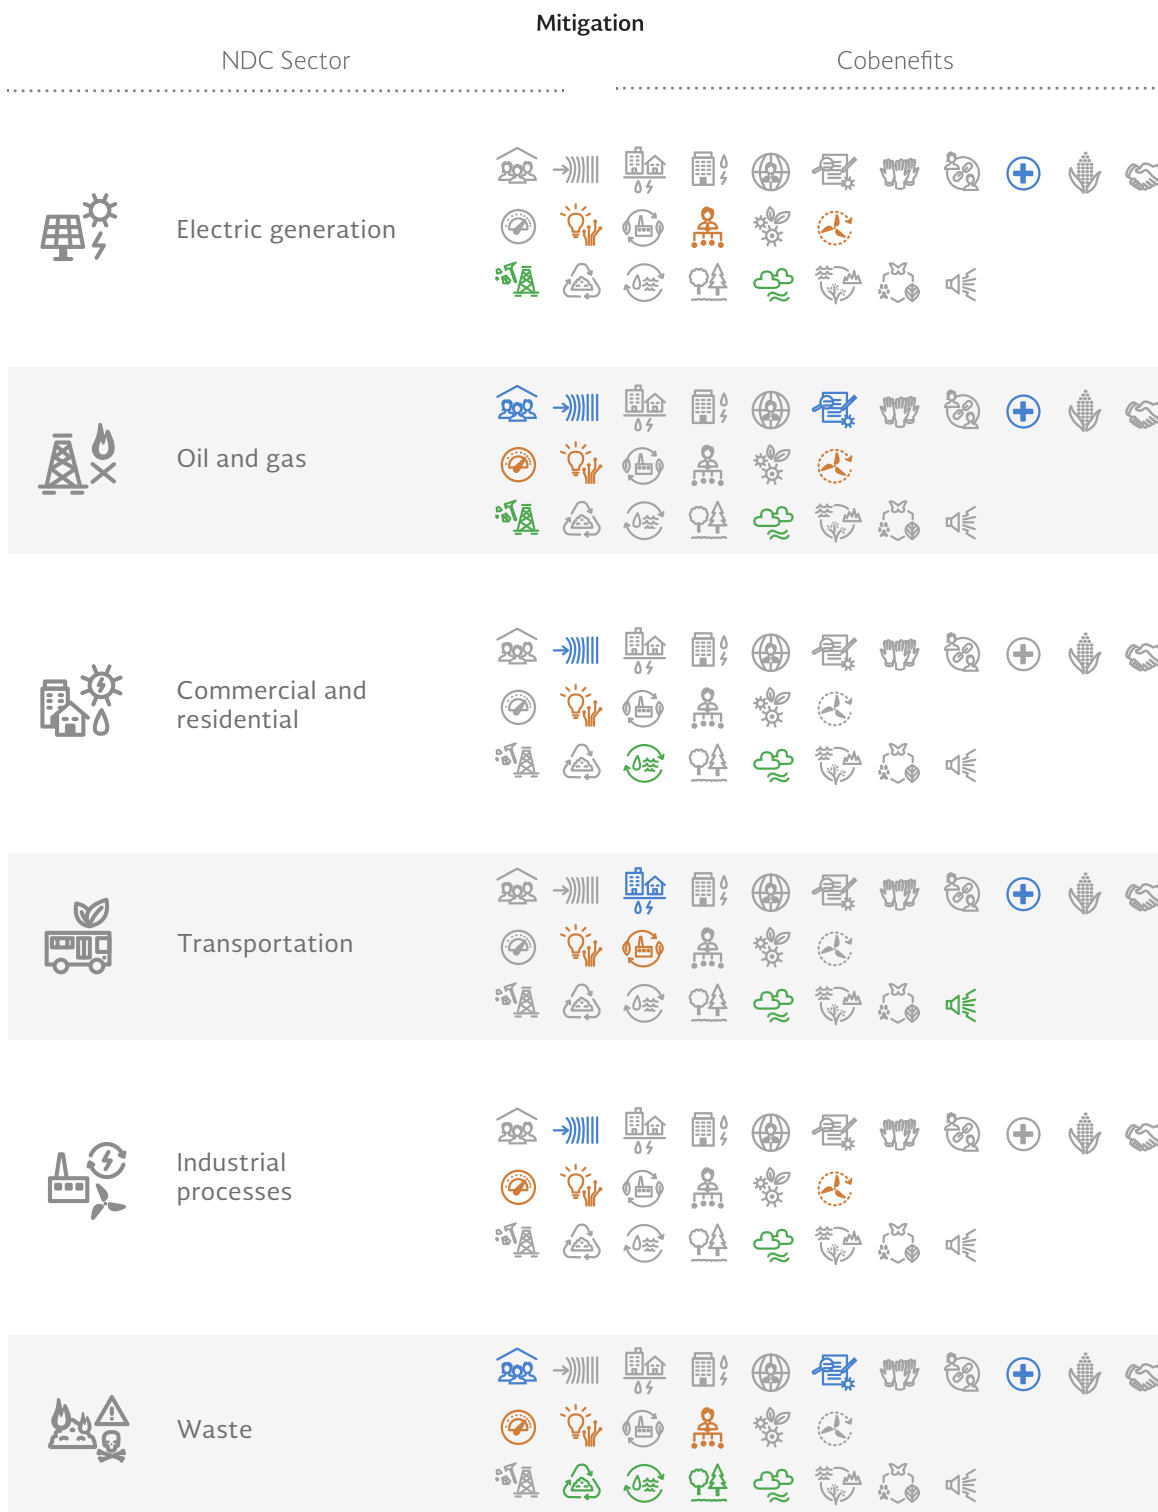 Mitigation
NDC Sector
Cobenefits
Electric generation
Oil and gas
Commercial and
residential
Transportation
Industrial
processes
Waste